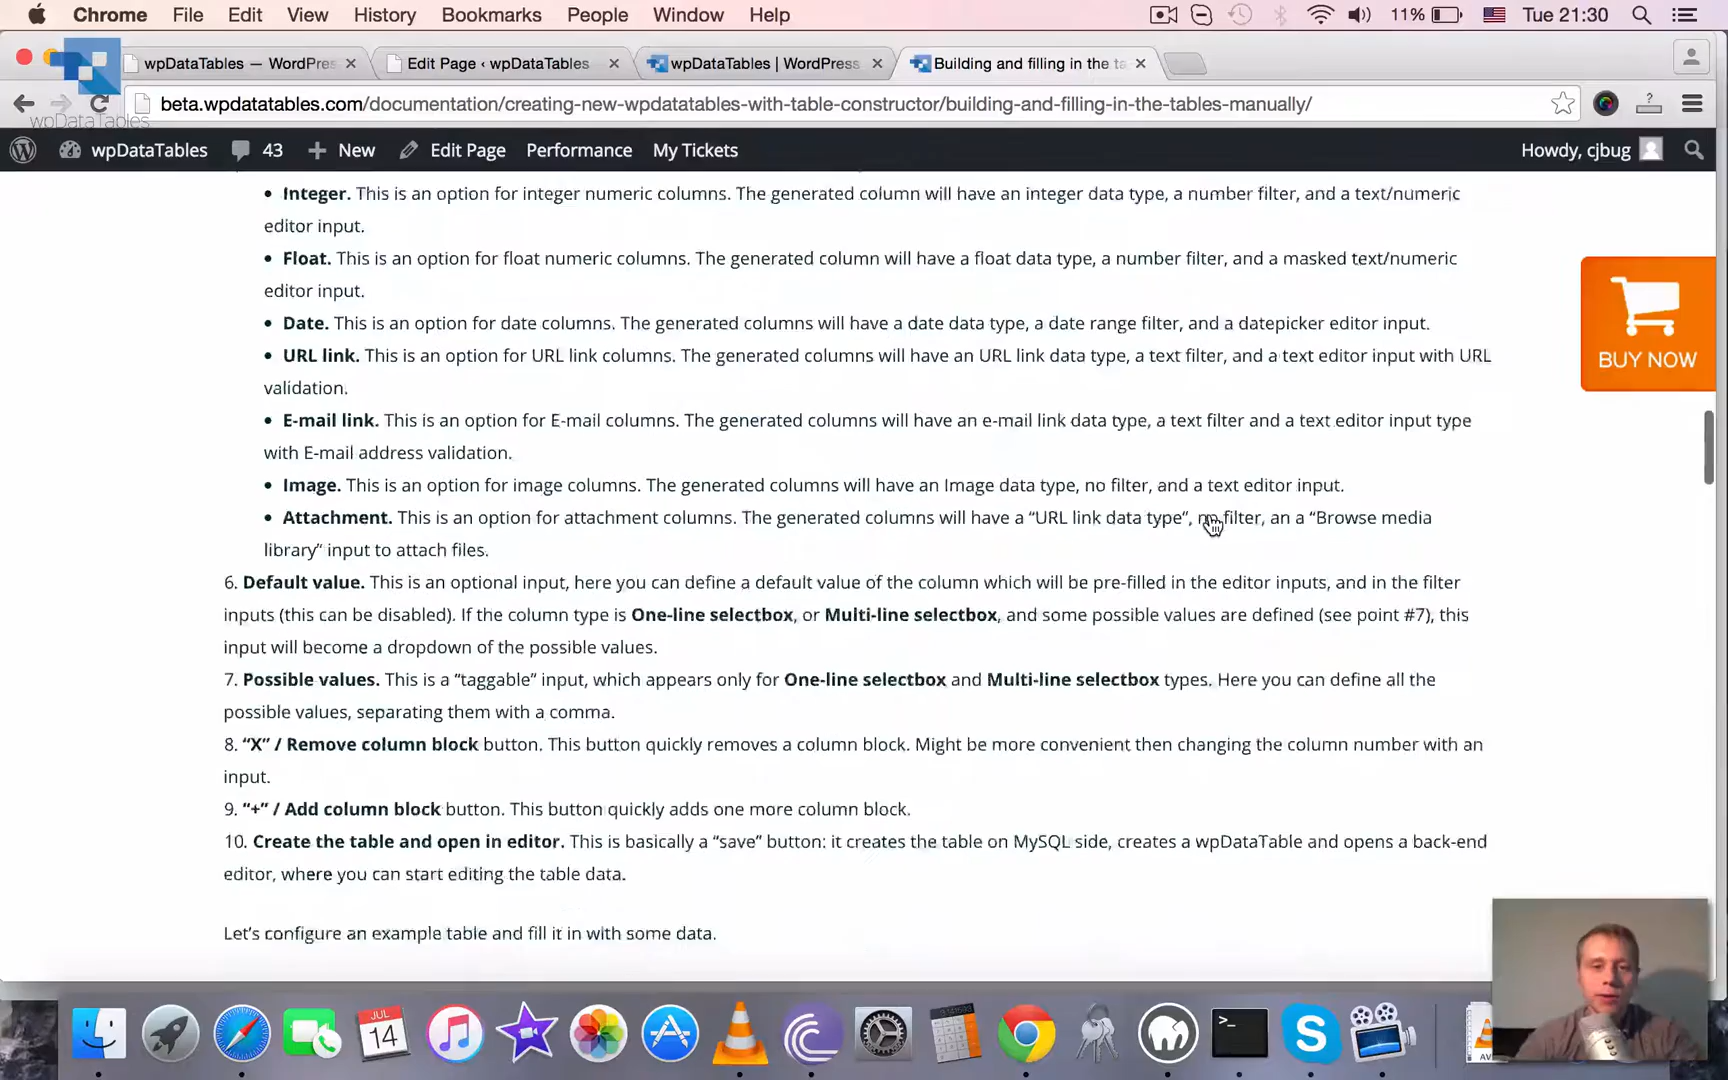 Chrome File Edit View History Bookmarks People Window Help 11% Tue 21:30
wpDataTables — WordPres Edit Page ‹ wpDataTables wpDataTables | WordPress Building and filling in the ta
beta.wpdatatables.com/documentation/creating-new-wpdatatables-with-table-constructor/building-and-filling-in-the-tables-manually/
wpDataTables
wpDataTables 43 New Edit Page Performance My Tickets Howdy, cjbug
• Integer. This is an option for integer numeric columns. The generated column will have an integer data type, a number filter, and a text/numeric
editor input.
• Float. This is an option for float numeric columns. The generated column will have a float data type, a number filter, and a masked text/numeric
editor input.
• Date. This is an option for date columns. The generated columns will have a date data type, a date range filter, and a datepicker editor input.
• URL link. This is an option for URL link columns. The generated columns will have an URL link data type, a text filter, and a text editor input with URL
validation.
• E-mail link. This is an option for E-mail columns. The generated columns will have an e-mail link data type, a text filter and a text editor input type
with E-mail address validation.
• Image. This is an option for image columns. The generated columns will have an Image data type, no filter, and a text editor input.
• Attachment. This is an option for attachment columns. The generated columns will have a “URL link data type“, no filter, an a “Browse media
library” input to attach files.
6. Default value. This is an optional input, here you can define a default value of the column which will be pre-filled in the editor inputs, and in the filter
inputs (this can be disabled). If the column type is One-line selectbox, or Multi-line selectbox, and some possible values are defined (see point #7), this
input will become a dropdown of the possible values.
7. Possible values. This is a “taggable” input, which appears only for One-line selectbox and Multi-line selectbox types. Here you can define all the
possible values, separating them with a comma.
8. “X” / Remove column block button. This button quickly removes a column block. Might be more convenient then changing the column number with an
input.
9. “+” / Add column block button. This button quickly adds one more column block.
10. Create the table and open in editor. This is basically a “save” button: it creates the table on MySQL side, creates a wpDataTable and opens a back-end
editor, where you can start editing the table data.
Let’s configure an example table and fill it in with some data.
BUY NOW
JUL
14